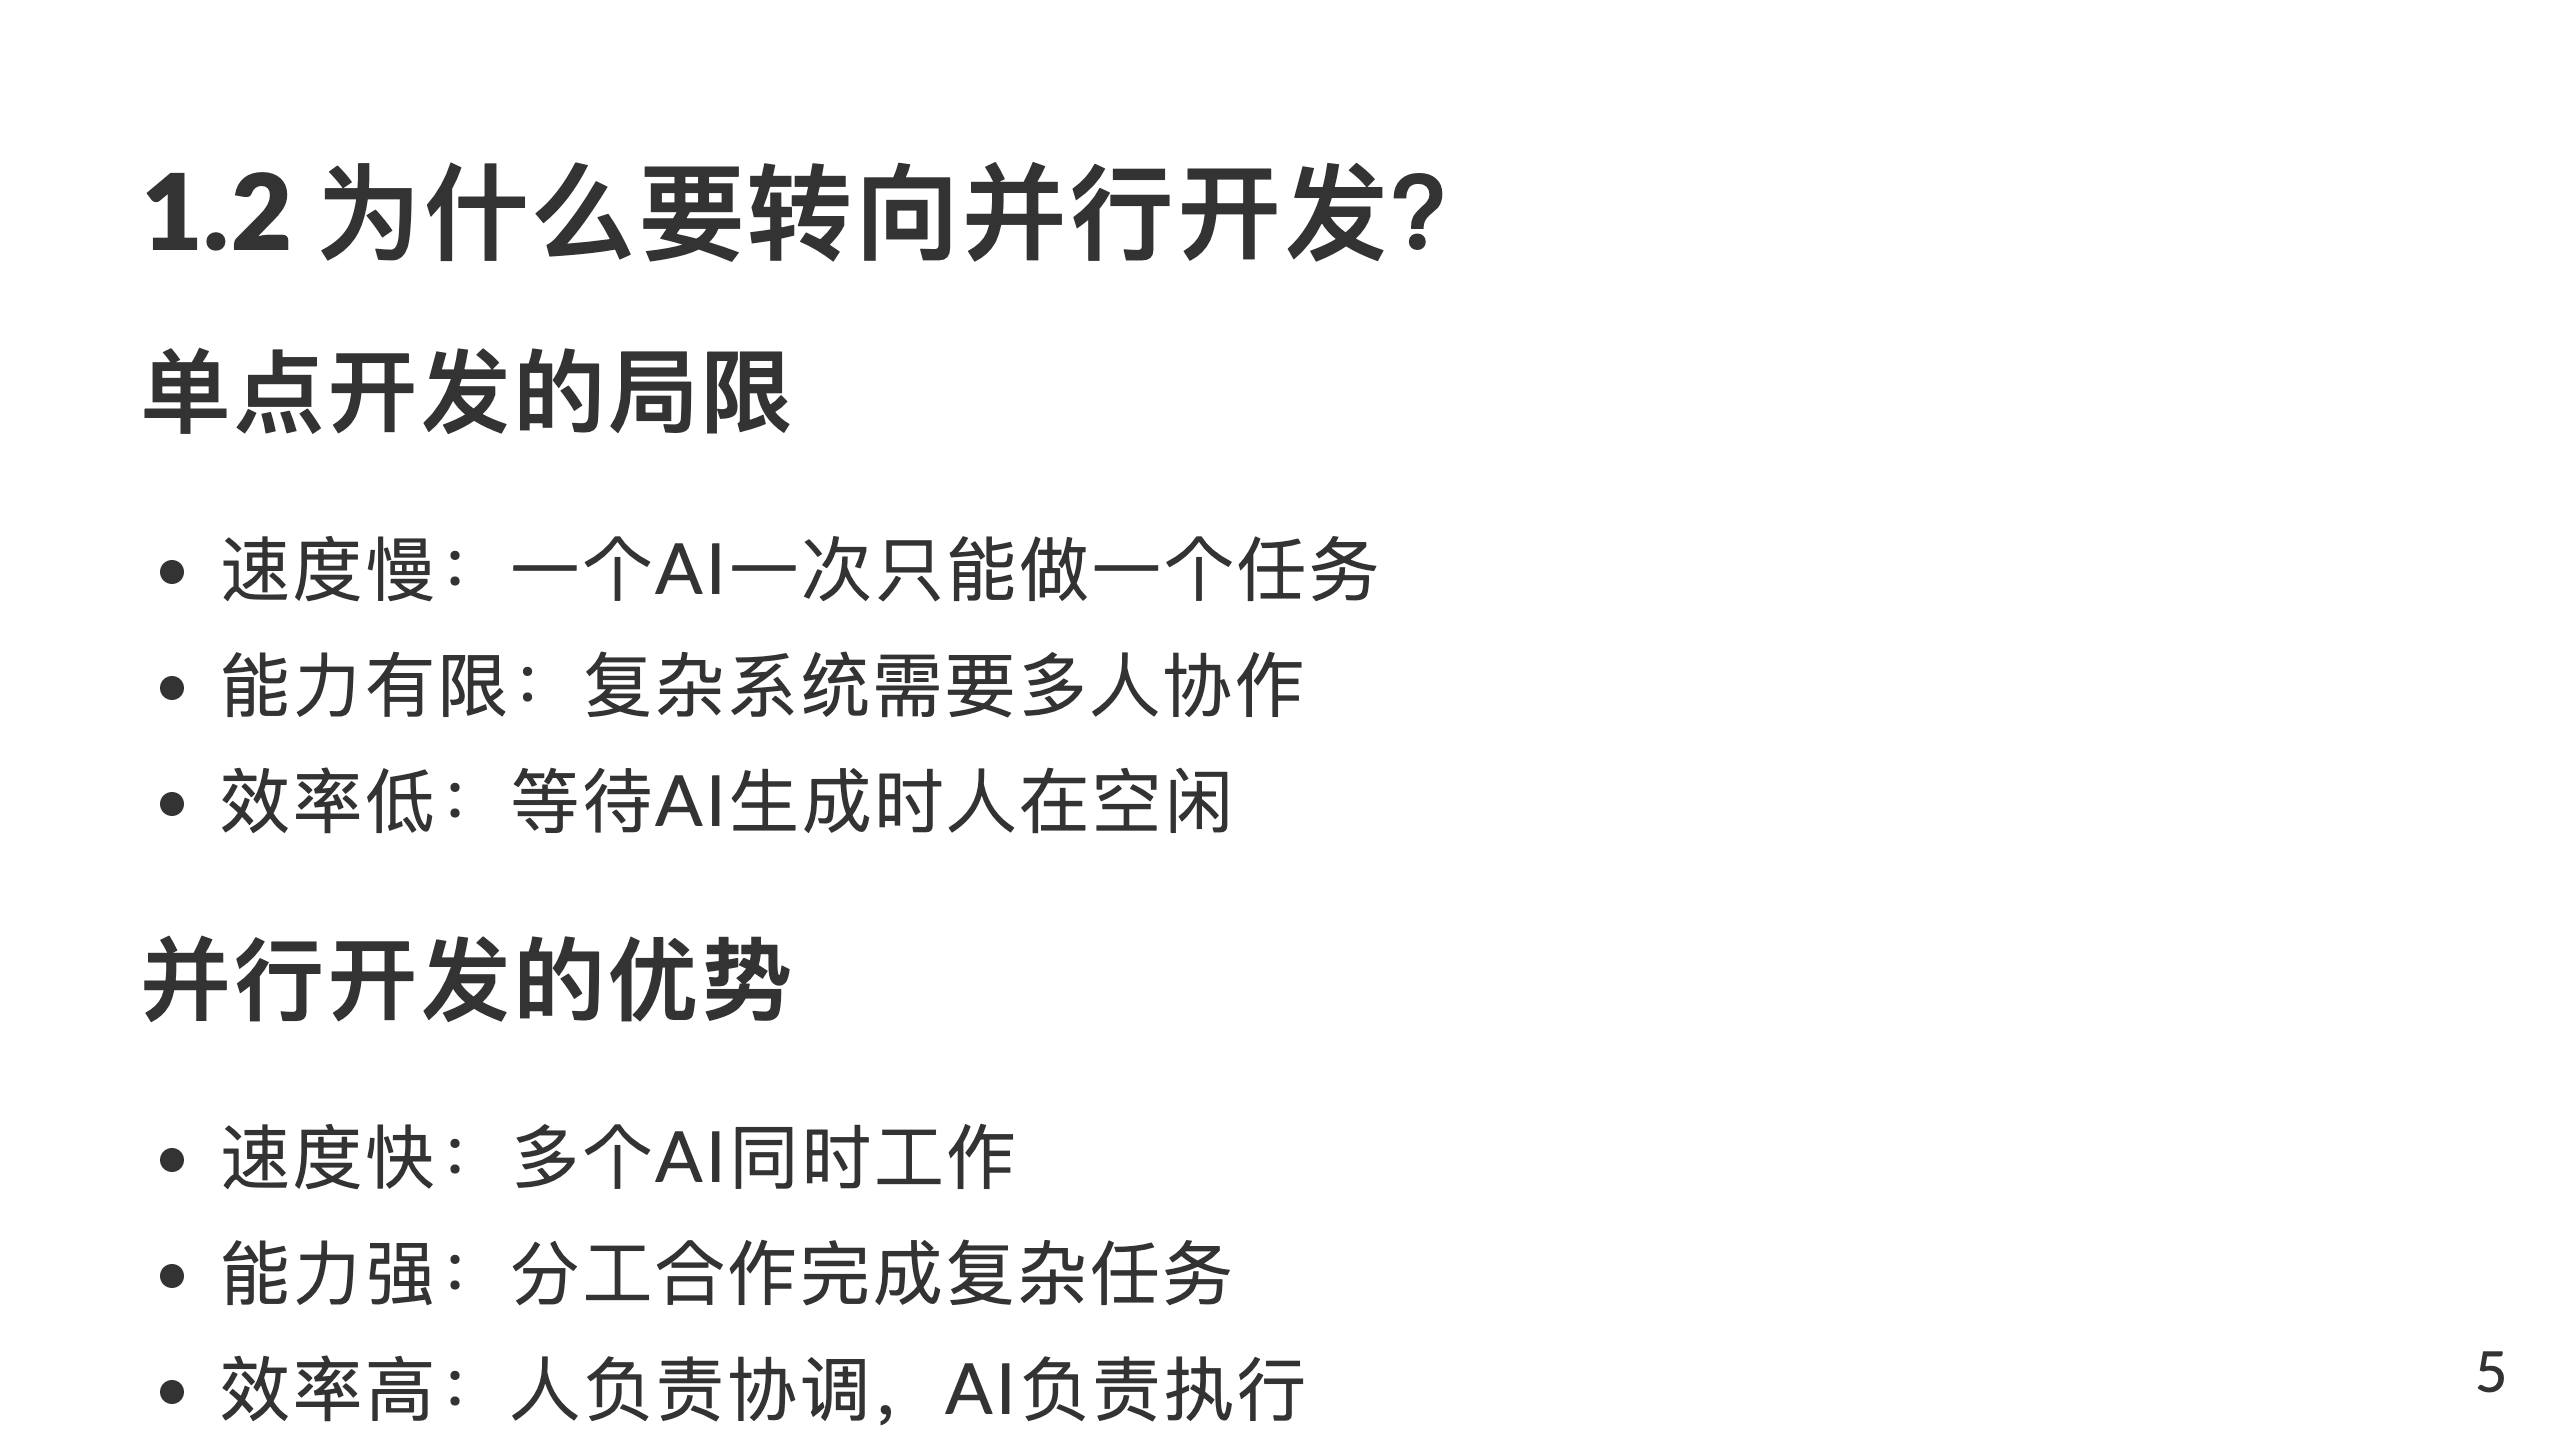 1.2 为什么要转向并行开发?
单点开发的局限
• 速度慢：一个AI一次只能做一个任务
• 能力有限：复杂系统需要多人协作
• 效率低：等待AI生成时人在空闲
并行开发的优势
• 速度快：多个AI同时工作
• 能力强：分工合作完成复杂任务
• 效率高：人负责协调，AI负责执行
5